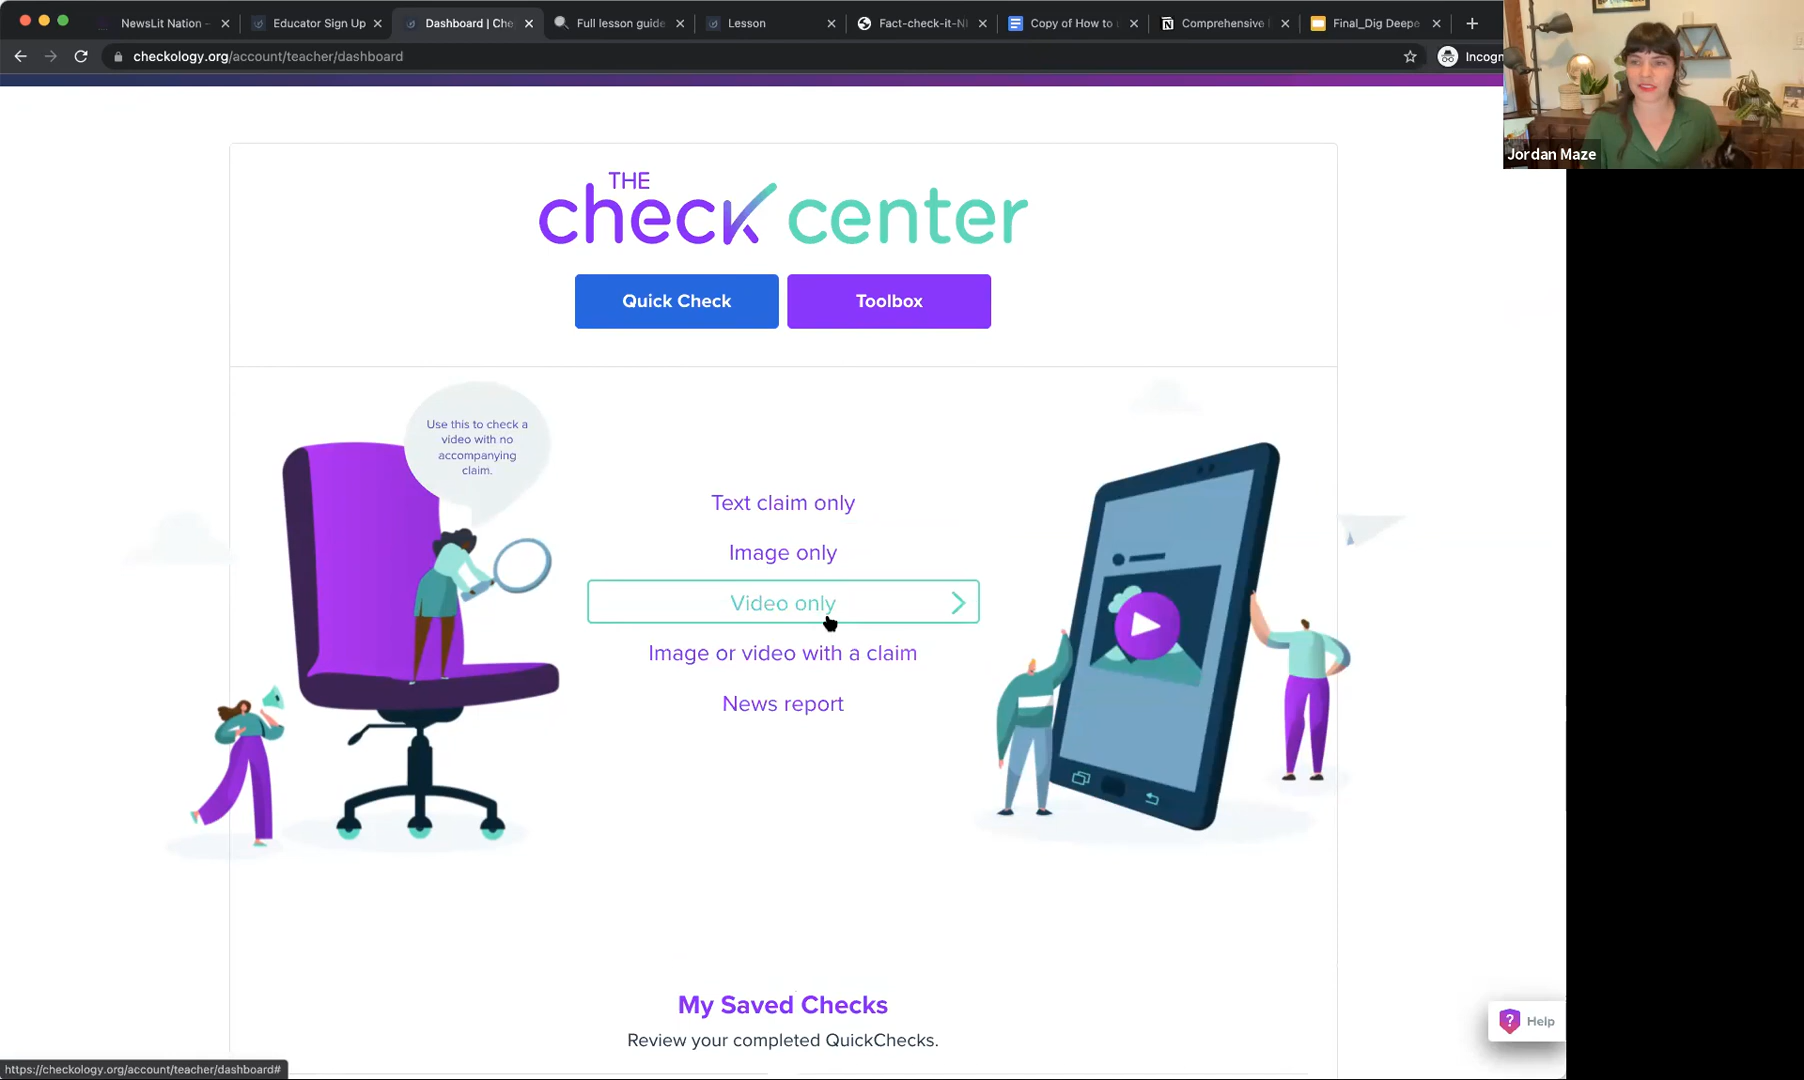 NewsLit Nation -
Educator Sign Up
Dashboard | Che
Full lesson guide
Lesson
Fact-check-it-NI
Copy of How to
Comprehensive
Final_Dig Deepe
checkology.org/account/teacher/dashboard
Incogn
Jordan Maze
THE
check center
Quick Check
Toolbox
Use this to check a
video with no
accompanying
claim.
Text claim only
Image only
Video only
Image or video with a claim
News report
My Saved Checks
Review your completed QuickChecks.
? Help
https://checkology.org/account/teacher/dashboard#